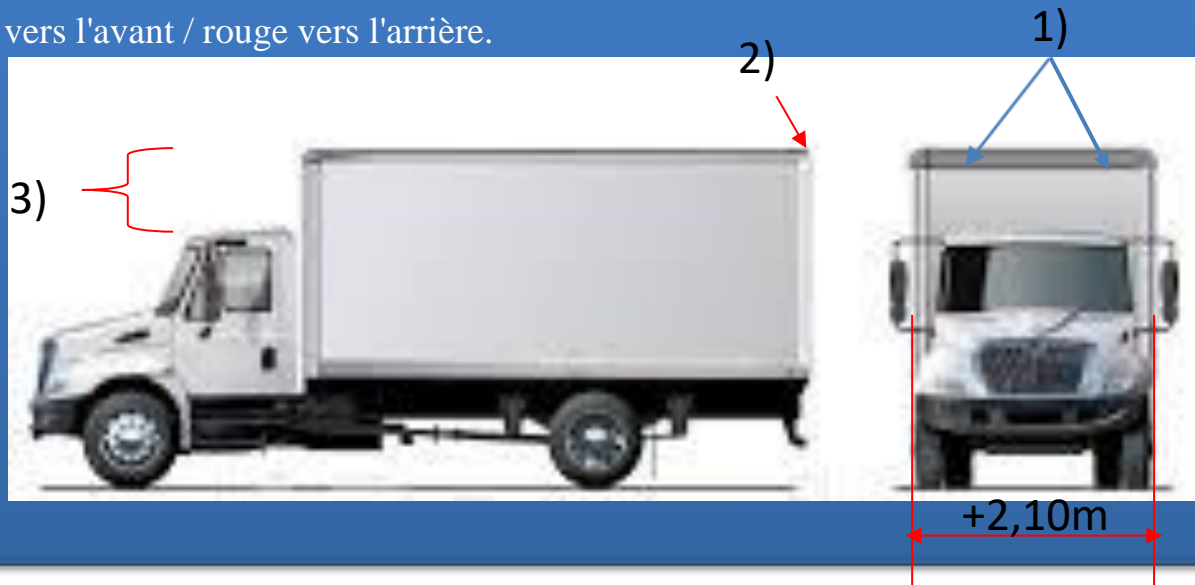 vers l'avant / rouge vers l'arrière.
1)
2)
3)
+2,10m